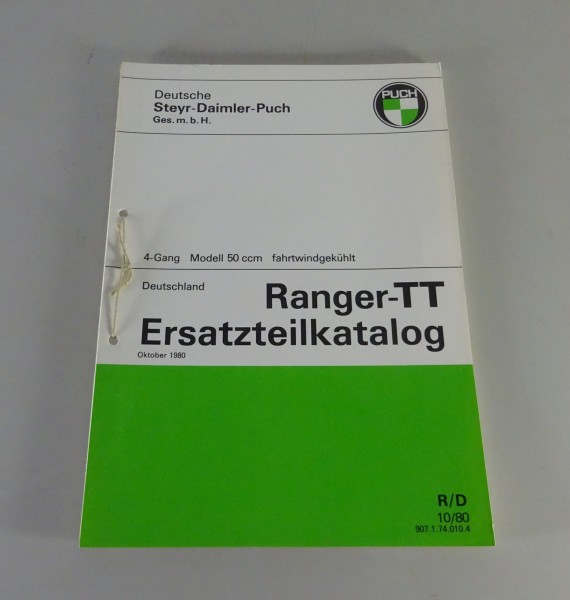 Deutsche
Steyr-Daimler-Puch
Ges. m. b. H.
PUCH
4-Gang Modell 50 ccm fahrtwindgekühlt
Deutschland
Ranger-TT
Ersatzteilkatalog
Oktober 1980
R/D
10/80
907.1.74.010.4